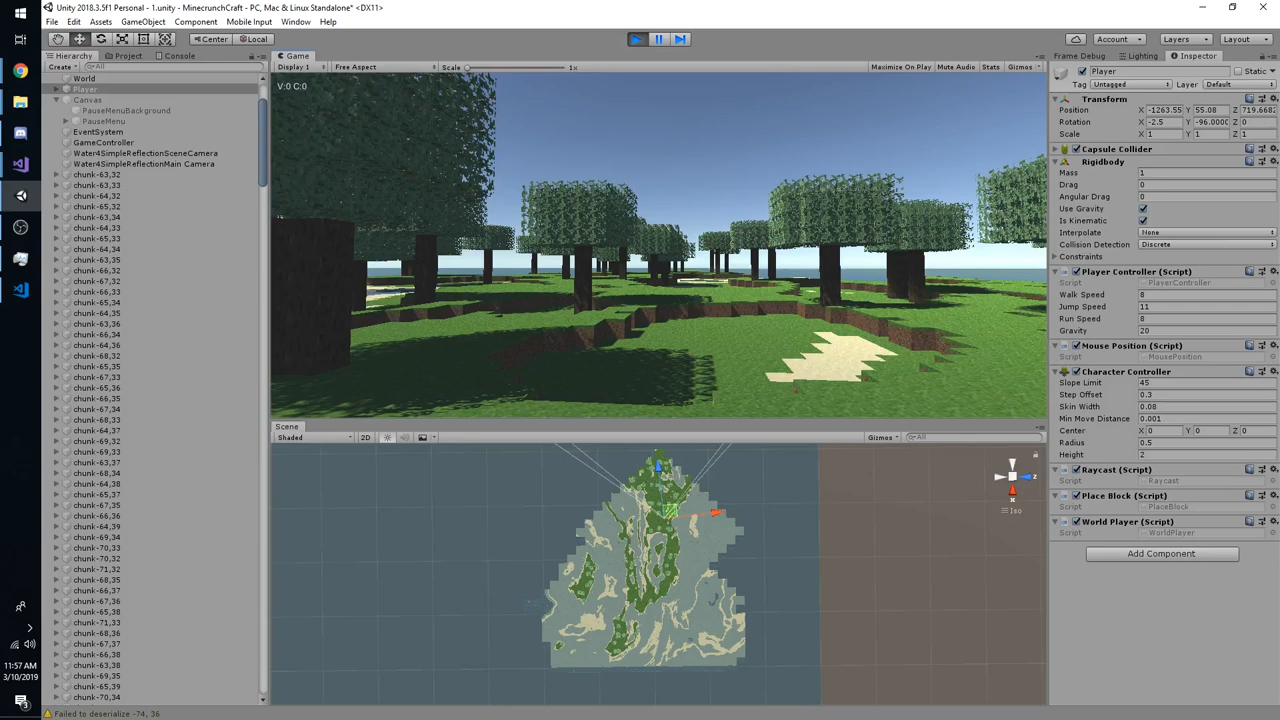 Unity 2018.3.5f1 Personal - 1.unity - MinecrunchCraft - PC, Mac & Linux Standalone* <DX11>
File Edit Assets GameObject Component Mobile Input Window Help
Center Local
Account Layers Layout
Hierarchy Project Console
Create All
World
Player
Canvas
PauseMenuBackground
PauseMenu
EventSystem
GameController
Water4SimpleReflectionSceneCamera
Water4SimpleReflectionMain Camera
chunk-63,32
chunk-63,33
chunk-64,32
chunk-65,32
chunk-63,34
chunk-64,33
chunk-65,33
chunk-64,34
chunk-63,35
chunk-66,32
chunk-67,32
chunk-66,33
chunk-65,34
chunk-64,35
chunk-63,36
chunk-66,34
chunk-64,36
chunk-68,32
chunk-65,35
chunk-67,33
chunk-65,36
chunk-66,35
chunk-67,34
chunk-68,33
chunk-64,37
chunk-69,32
chunk-69,33
chunk-63,37
chunk-68,34
chunk-64,38
chunk-65,37
chunk-67,35
chunk-66,36
chunk-64,39
chunk-69,34
chunk-70,33
chunk-70,32
chunk-71,32
chunk-68,35
chunk-66,37
chunk-67,36
chunk-65,38
chunk-71,33
chunk-68,36
chunk-67,37
chunk-66,38
chunk-63,38
chunk-69,35
chunk-65,39
chunk-70,34
Game
Display 1 Free Aspect Scale 1x Maximize On Play Mute Audio Stats Gizmos
V:0 C:0
Scene
Shaded 2D Gizmos All
z
x
Iso
Frame Debug Lighting Inspector
Player Static
Tag Untagged Layer Default
Transform
Position X -1263.55 Y 55.08 Z 719.6682
Rotation X -2.5 Y -96.0000 Z 0
Scale X 1 Y 1 Z 1
Capsule Collider
Rigidbody
Mass 1
Drag 0
Angular Drag 0
Use Gravity
Is Kinematic
Interpolate None
Collision Detection Discrete
Constraints
Player Controller (Script)
Script PlayerController
Walk Speed 8
Jump Speed 11
Run Speed 8
Gravity 20
Mouse Position (Script)
Script MousePosition
Character Controller
Slope Limit 45
Step Offset 0.3
Skin Width 0.08
Min Move Distance 0.001
Center X 0 Y 0 Z 0
Radius 0.5
Height 2
Raycast (Script)
Script Raycast
Place Block (Script)
Script PlaceBlock
World Player (Script)
Script WorldPlayer
Add Component
11:57 AM
3/10/2019
3
Failed to deserialize -74, 36